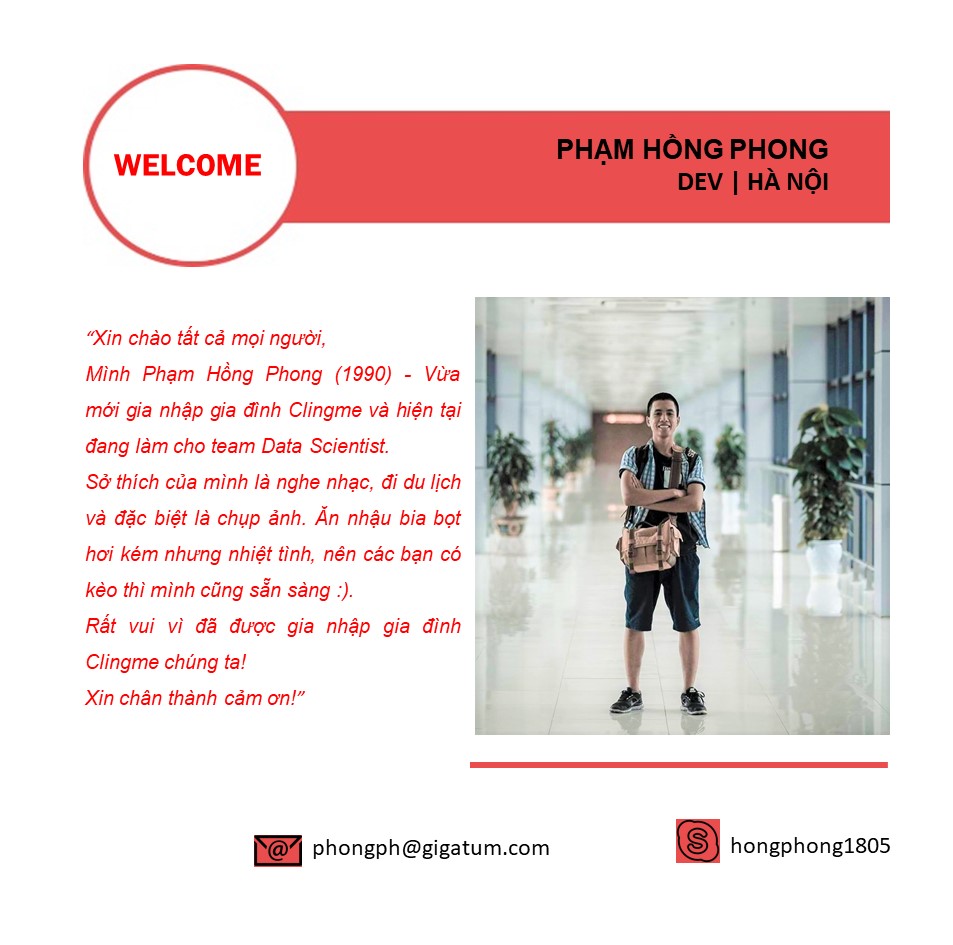 WELCOME
PHẠM HỒNG PHONG
DEV | HÀ NỘI
“Xin chào tất cả mọi người,
Mình Phạm Hồng Phong (1990) - Vừa
mới gia nhập gia đình Clingme và hiện tại
đang làm cho team Data Scientist.
Sở thích của mình là nghe nhạc, đi du lịch
và đặc biệt là chụp ảnh. Ăn nhậu bia bọt
hơi kém nhưng nhiệt tình, nên các bạn có
kèo thì mình cũng sẵn sàng :).
Rất vui vì đã được gia nhập gia đình
Clingme chúng ta!
Xin chân thành cảm ơn!”
phongph@gigatum.com
hongphong1805